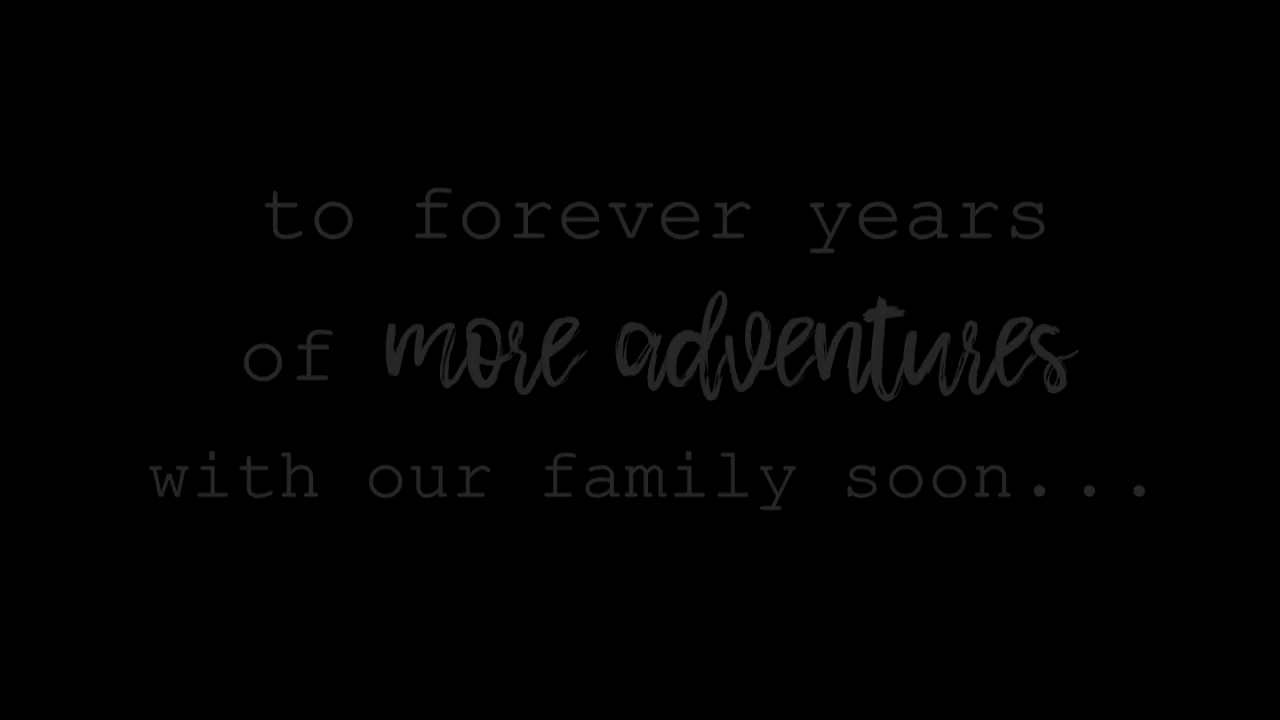 to forever years
of more adventures
with our family soon...